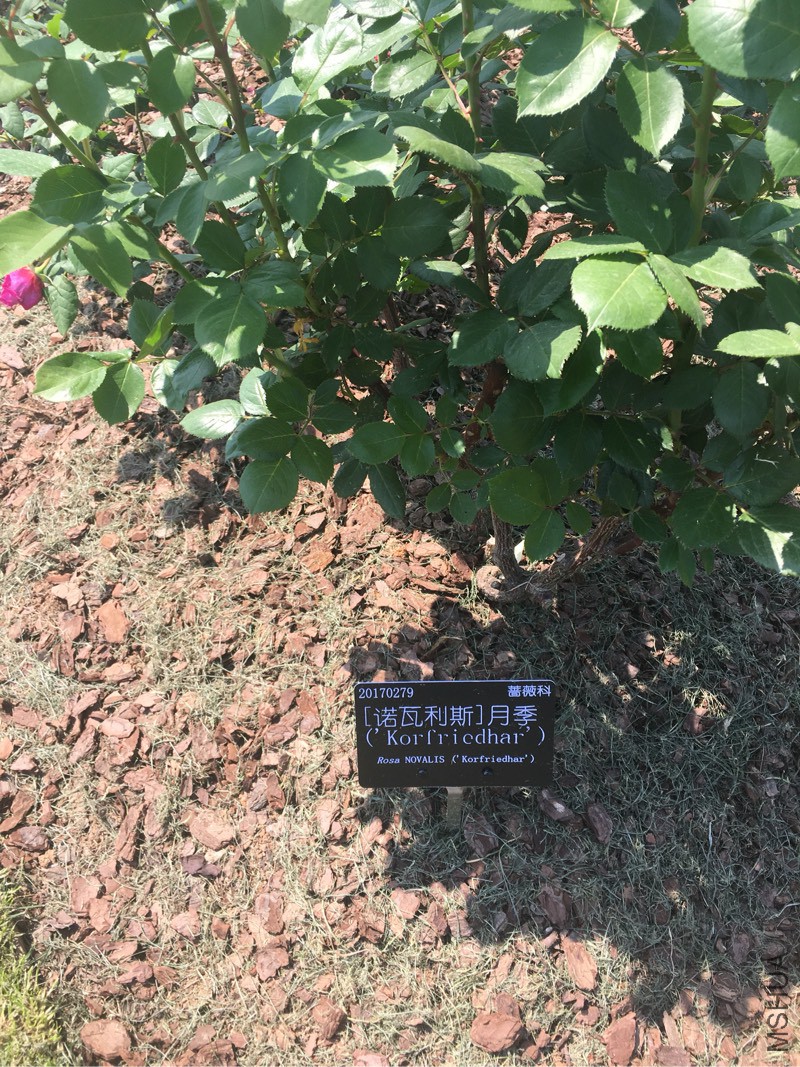 20170279 蔷薇科
[诺瓦利斯]月季
('Korfriedhar')
Rosa NOVALIS ('Korfriedhar')
MSHUA